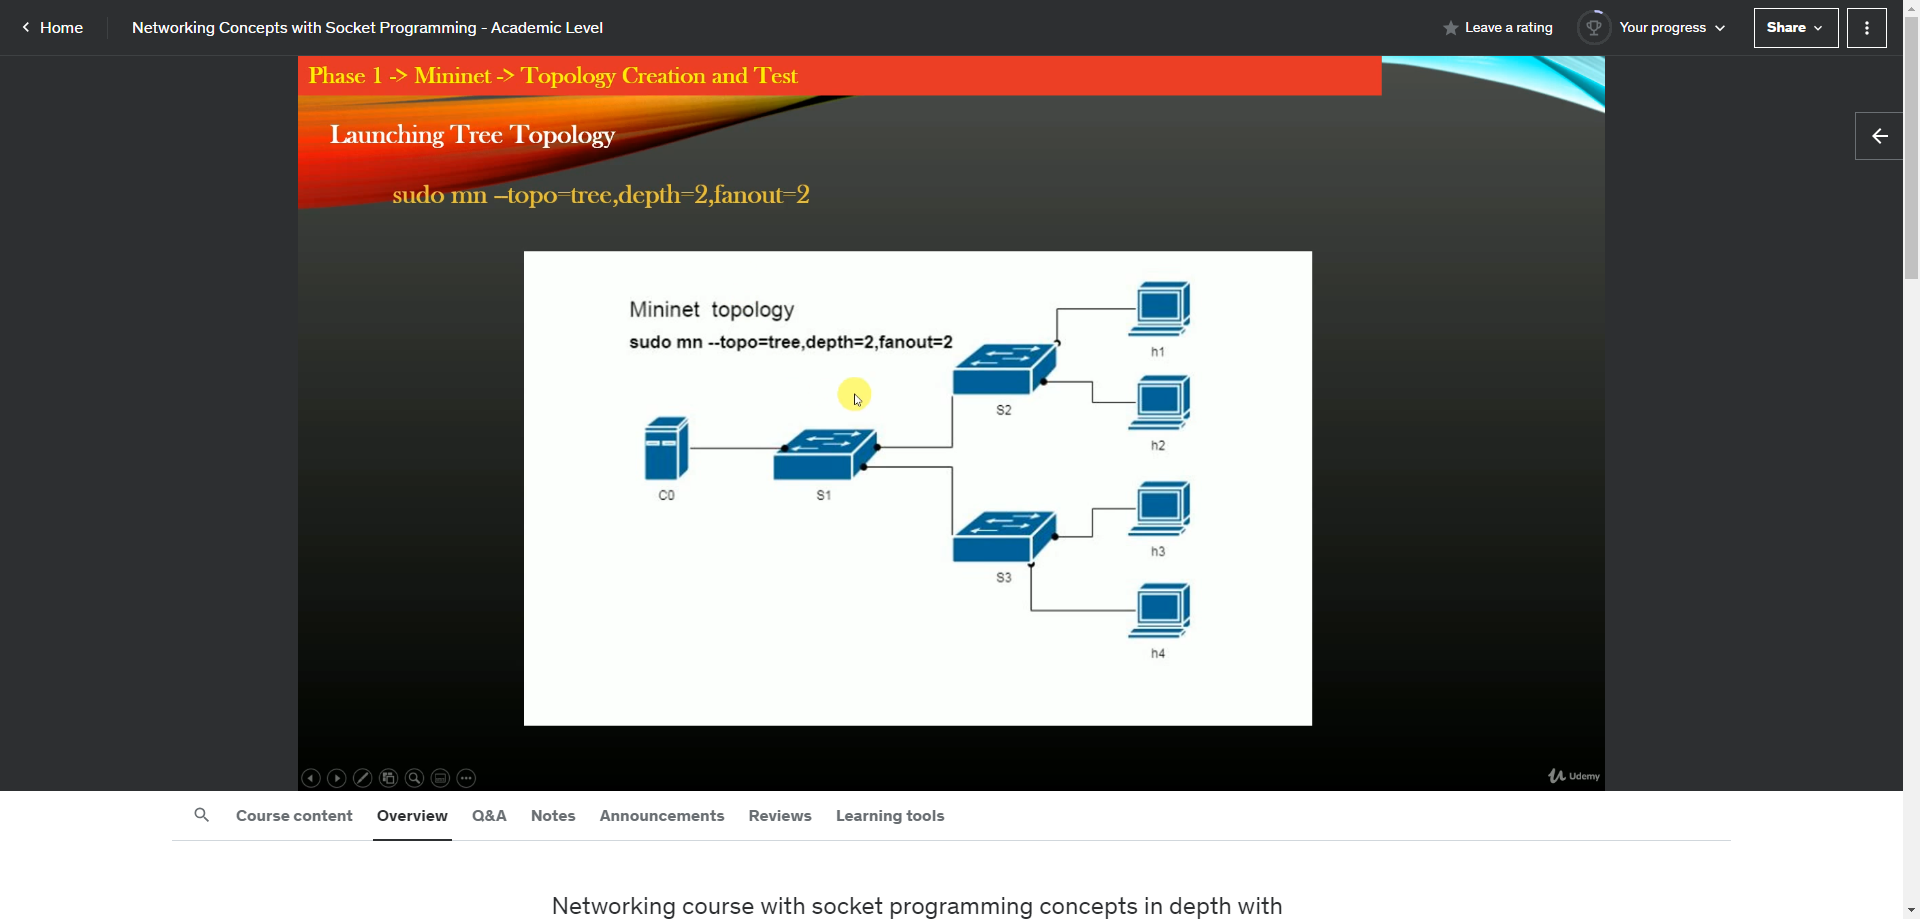 Home
Networking Concepts with Socket Programming - Academic Level
Leave a rating
Your progress
Share
Phase 1 -> Mininet -> Topology Creation and Test
Launching Tree Topology
sudo mn –topo=tree,depth=2,fanout=2
Mininet topology
sudo mn --topo=tree,depth=2,fanout=2
h1
S2
h2
C0
S1
h3
S3
h4
Udemy
Course content
Overview
Q&A
Notes
Announcements
Reviews
Learning tools
Networking course with socket programming concepts in depth with